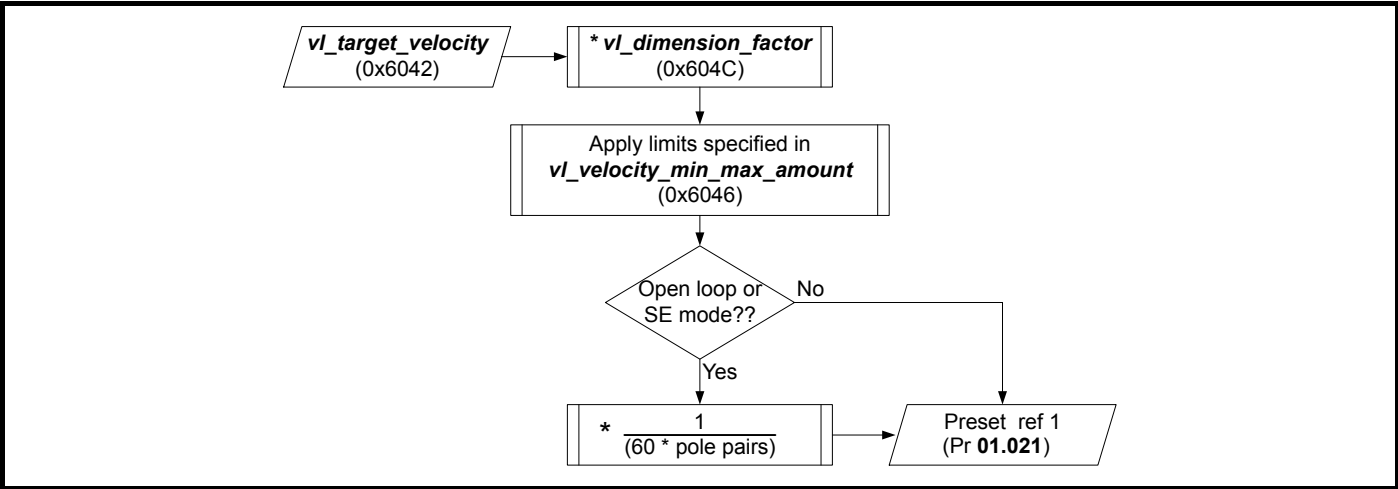 vl_target_velocity
(0x6042)
* vl_dimension_factor
(0x604C)
Apply limits specified in
vl_velocity_min_max_amount
(0x6046)
Open loop or
SE mode??
No
Yes
* 1
(60 * pole pairs)
Preset ref 1
(Pr 01.021)